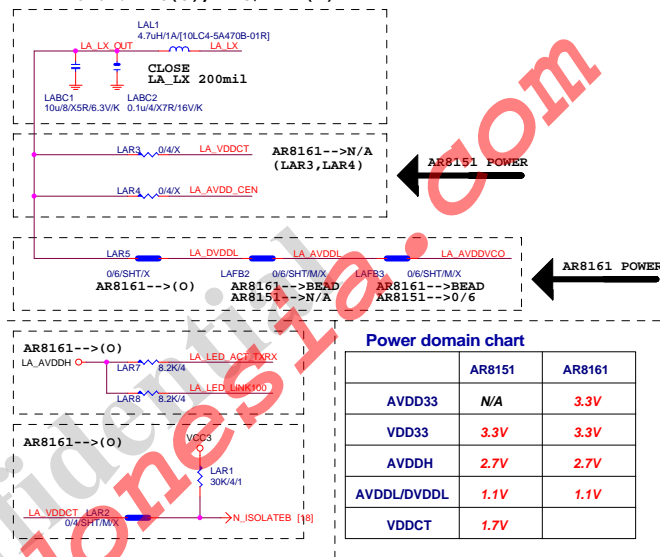 LAL1
4.7uH/1A/[10LC4-5A470B-01R]
LA_LX_OUT
LA_LX
CLOSE
LA_LX 200mil
LABC1
10u/8/X5R/6.3V/K
LABC2
0.1u/4/X7R/16V/K
LAR3
0/4/X
LA_VDDCT
AR8161-->N/A
(LAR3,LAR4)
AR8151 POWER
LAR4
0/4/X
LA_AVDD_CEN
LAR5
LA_DVDDL
LA_AVDDL
LA_AVDDVCO
0/6/SHT/X
LAFB2
0/6/SHT/M/X
LAFB3
0/6/SHT/M/X
AR8161-->(O)
AR8161-->BEAD
AR8151-->N/A
AR8161-->BEAD
AR8151-->0/6
AR8161 POWER
AR8161-->(O)
LA_AVDDH
LAR7
8.2K/4
LA_LED_ACT_TXRX
LAR8
8.2K/4
LA_LED_LINK100
AR8161-->(O)
VCC3
LAR1
30K/4/1
LA_VDDCT
LAR2
0/4/SHT/M/X
N_ISOLATEB [18]
Power domain chart
AR8151 AR8161
AVDD33 N/A 3.3V
VDD33 3.3V 3.3V
AVDDH 2.7V 2.7V
AVDDL/DVDDL 1.1V 1.1V
VDDCT 1.7V